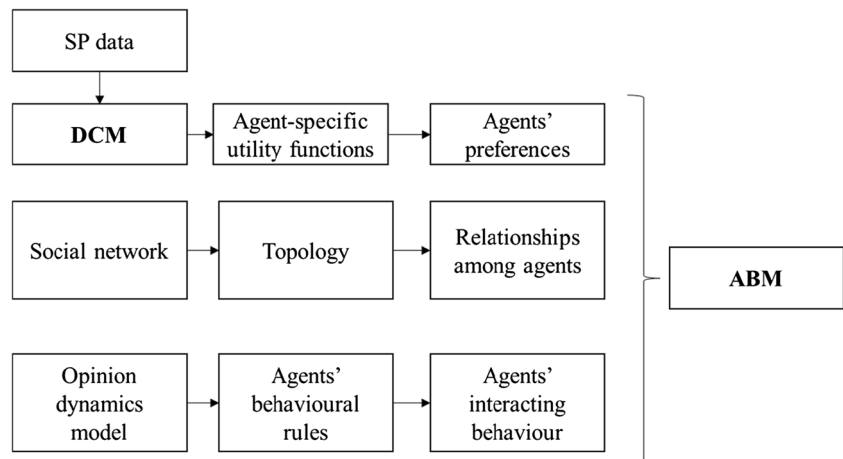 SP data
DCM
Agent-specific
utility functions
Agents’
preferences
Social network
Topology
Relationships
among agents
ABM
Opinion
dynamics
model
Agents’
behavioural
rules
Agents’
interacting
behaviour